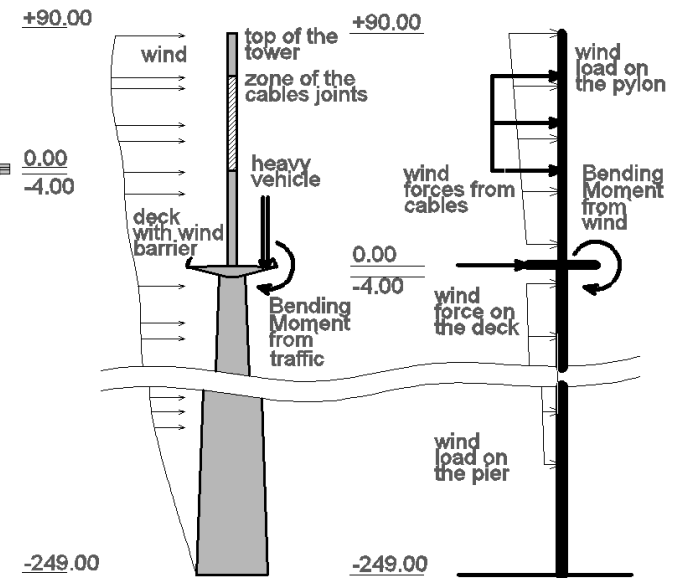 +90.00
wind
top of the
tower
zone of the
cables joints
0.00
-4.00
heavy
vehicle
deck
with wind
barrier
Bending
Moment
from
traffic
-249.00
+90.00
wind
load on
the pylon
wind
forces from
cables
Bending
Moment
from
wind
0.00
-4.00
wind
force on
the deck
wind
load on
the pier
-249.00